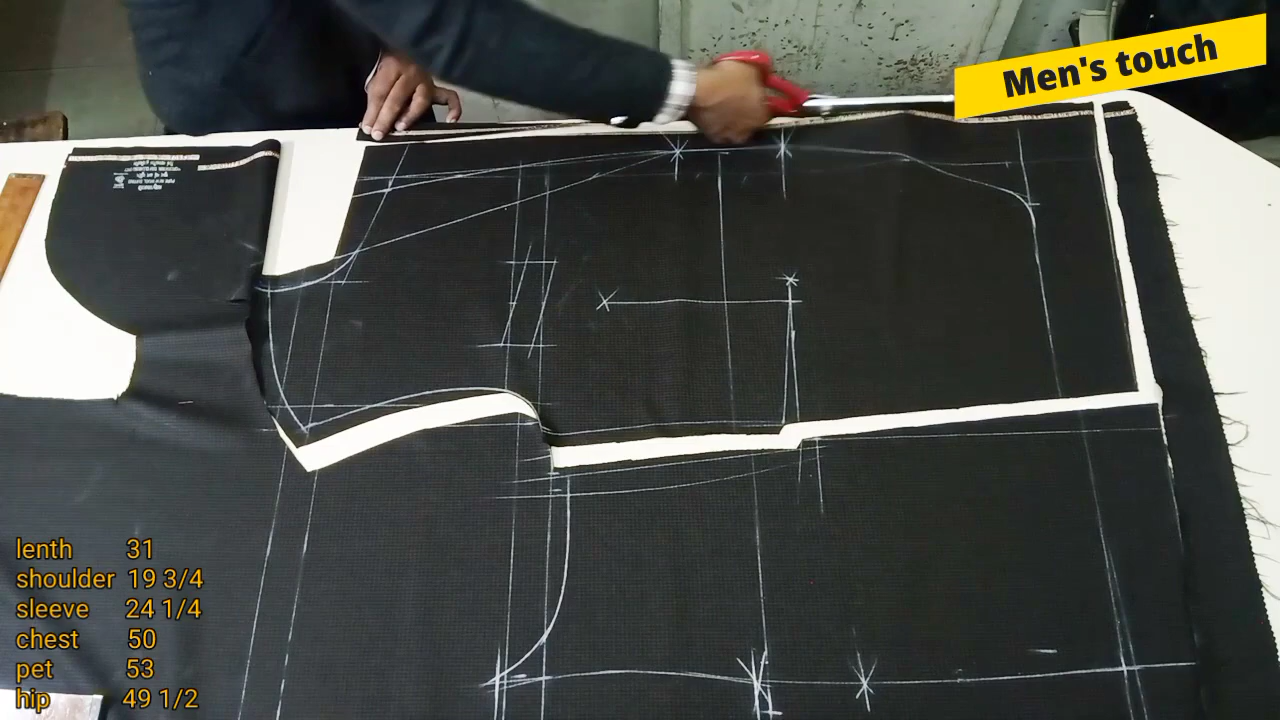 Men's touch
lenth 31
shoulder 19 3/4
sleeve 24 1/4
chest 50
pet 53
hip 49 1/2